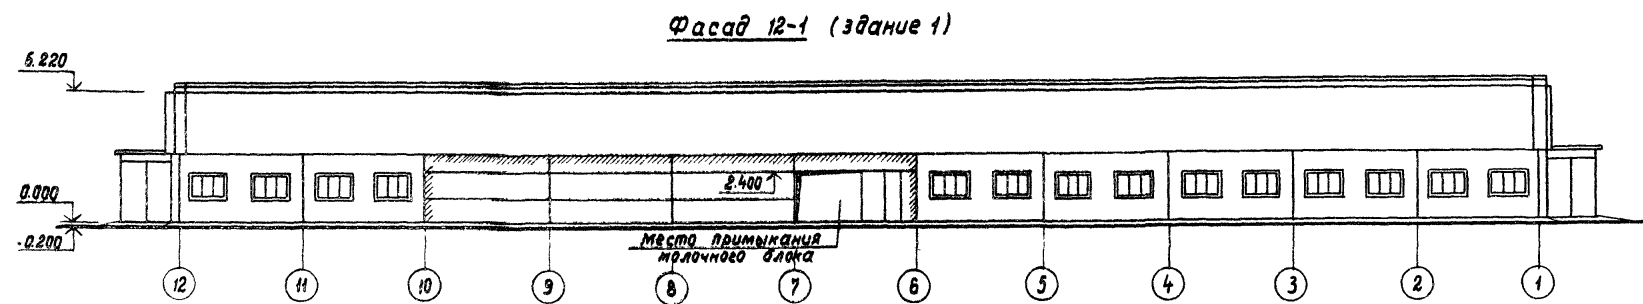 Фасад 12-1 (здание 1)
6.220
2.400
0.000
-0.200
Место примыкания
молочного блока
12 11 10 9 8 7 6 5 4 3 2 1